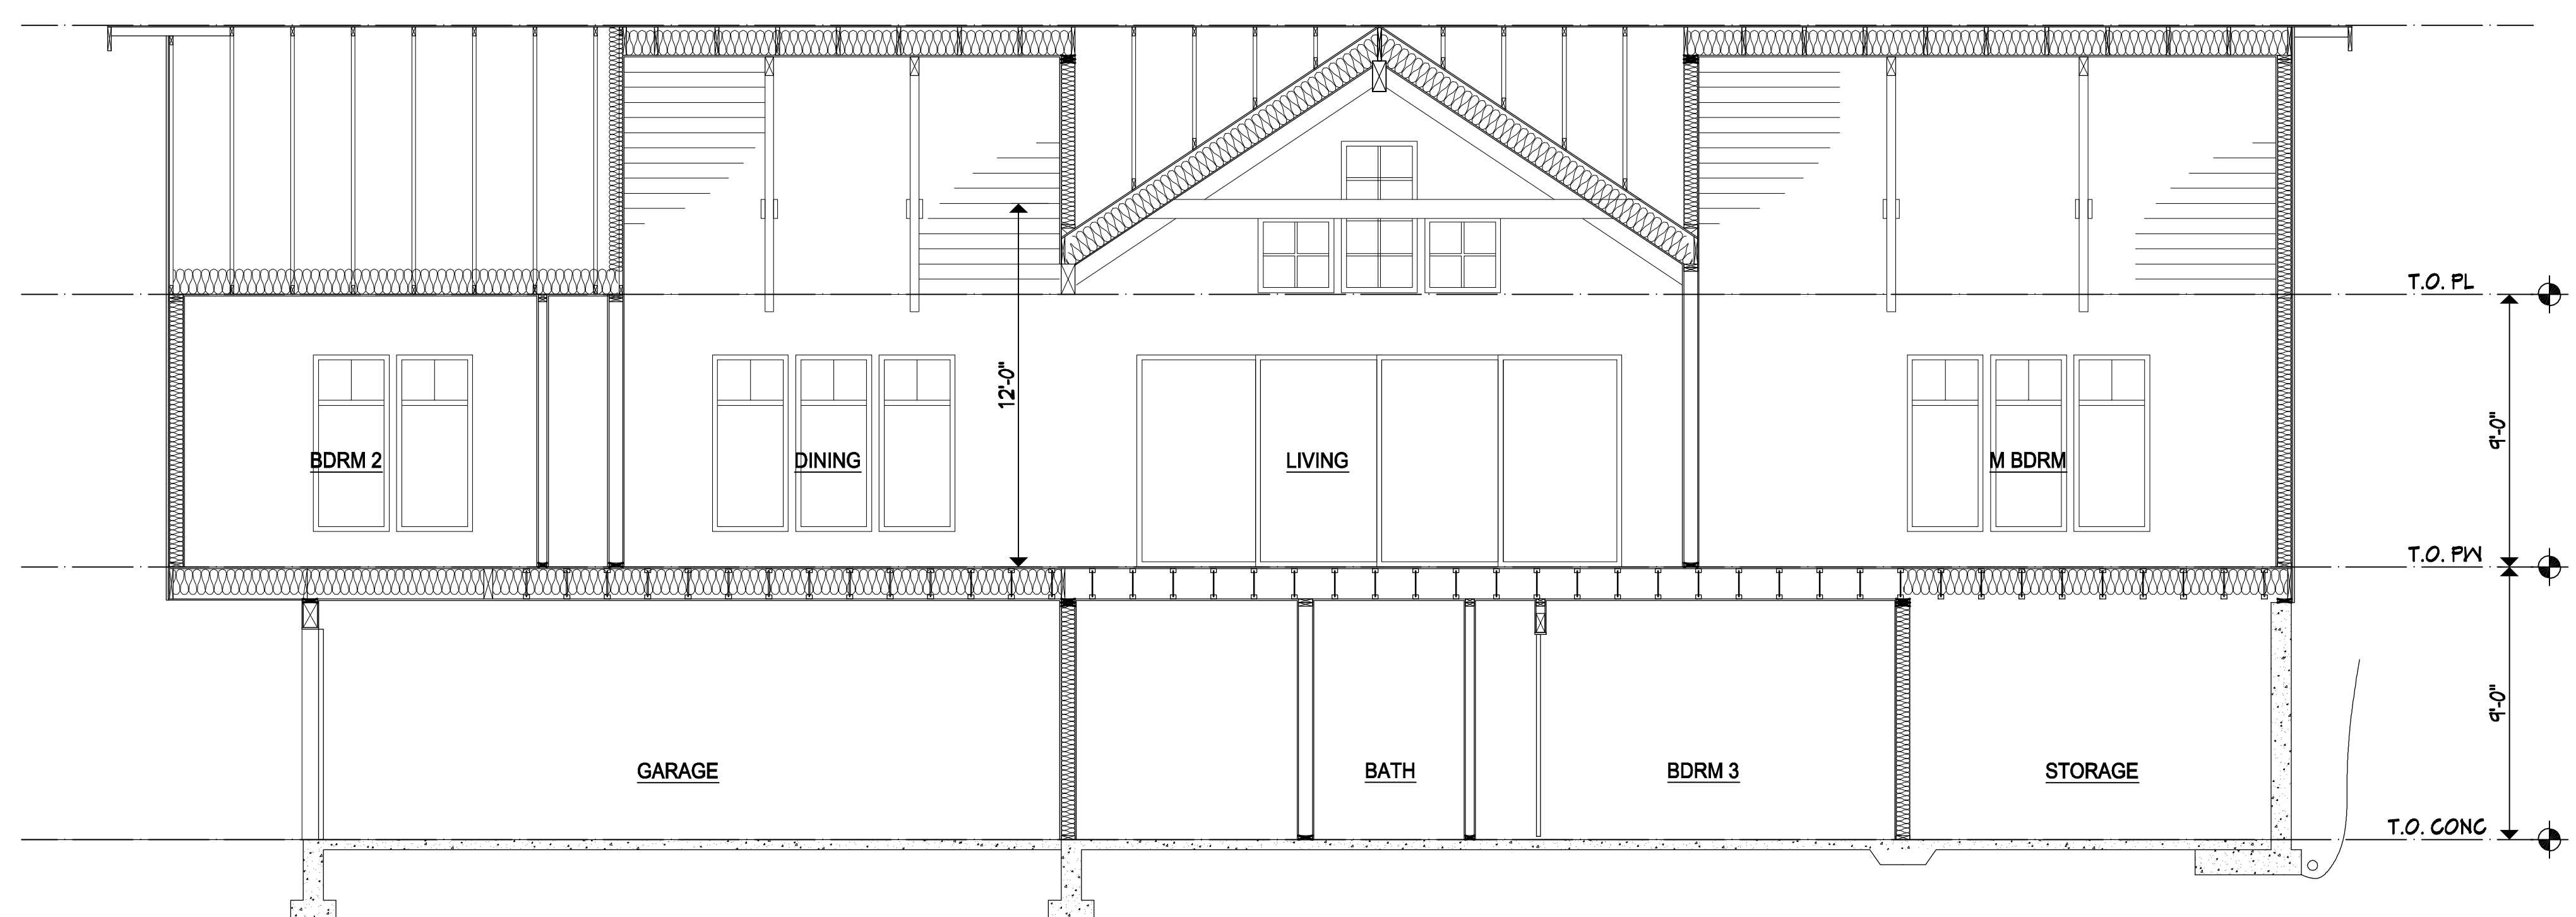 T.O. PL
12'-0"
9'-0"
BDRM 2
DINING
LIVING
M BDRM
T.O. PW
9'-0"
GARAGE
BATH
BDRM 3
STORAGE
T.O. CONC